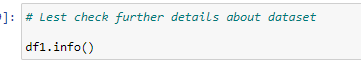 ]: # Lest check further details about dataset
df1.info()